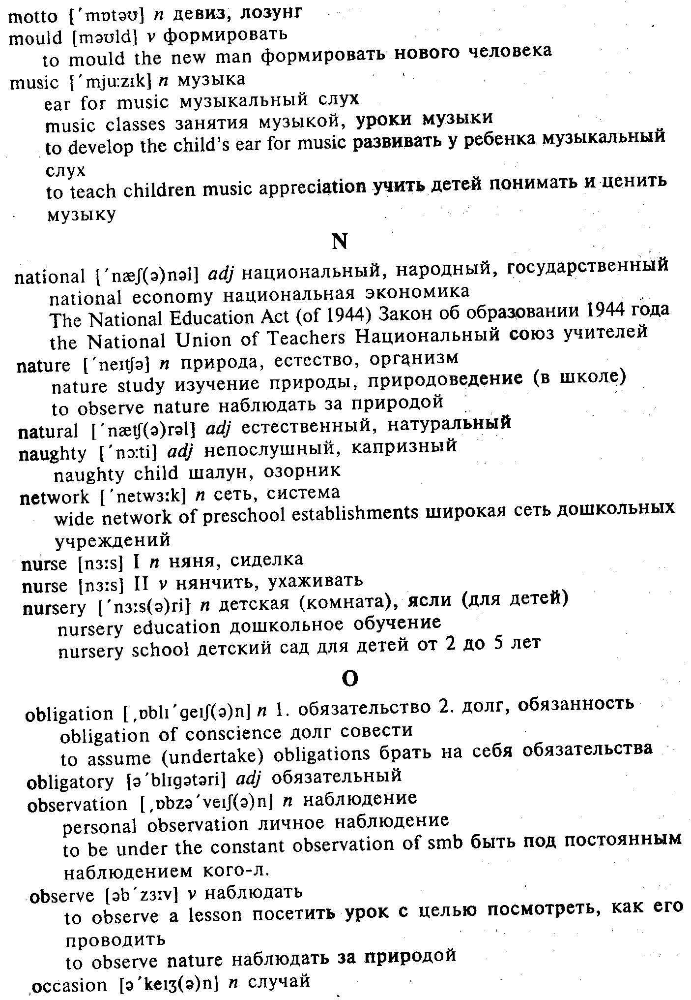 motto [ˈmɒtəʊ] n девиз, лозунг
mould [məʊld] v формировать
to mould the new man формировать нового человека
music [ˈmjuːzɪk] n музыка
ear for music музыкальный слух
music classes занятия музыкой, уроки музыки
to develop the child’s ear for music развивать у ребенка музыкальный
слух
to teach children music appreciation учить детей понимать и ценить
музыку
N
national [ˈnæʃ(ə)nəl] adj национальный, народный, государственный
national economy национальная экономика
The National Education Act (of 1944) Закон об образовании 1944 года
the National Union of Teachers Национальный союз учителей
nature [ˈneɪtʃə] n природа, естество, организм
nature study изучение природы, природоведение (в школе)
to observe nature наблюдать за природой
natural [ˈnætʃ(ə)rəl] adj естественный, натуральный
naughty [ˈnɔːti] adj непослушный, капризный
naughty child шалун, озорник
network [ˈnetwɜːk] n сеть, система
wide network of preschool establishments широкая сеть дошкольных
учреждений
nurse [nɜːs] I n няня, сиделка
nurse [nɜːs] II v нянчить, ухаживать
nursery [ˈnɜːs(ə)ri] n детская (комната), ясли (для детей)
nursery education дошкольное обучение
nursery school детский сад для детей от 2 до 5 лет
O
obligation [ˌɒblɪˈgeɪʃ(ə)n] n 1. обязательство 2. долг, обязанность
obligation of conscience долг совести
to assume (undertake) obligations брать на себя обязательства
obligatory [əˈblɪgətəri] adj обязательный
observation [ˌɒbzəˈveɪʃ(ə)n] n наблюдение
personal observation личное наблюдение
to be under the constant observation of smb быть под постоянным
наблюдением кого-л.
observe [əbˈzɜːv] v наблюдать
to observe a lesson посетить урок с целью посмотреть, как его
проводить
to observe nature наблюдать за природой
occasion [əˈkeɪʒ(ə)n] n случай